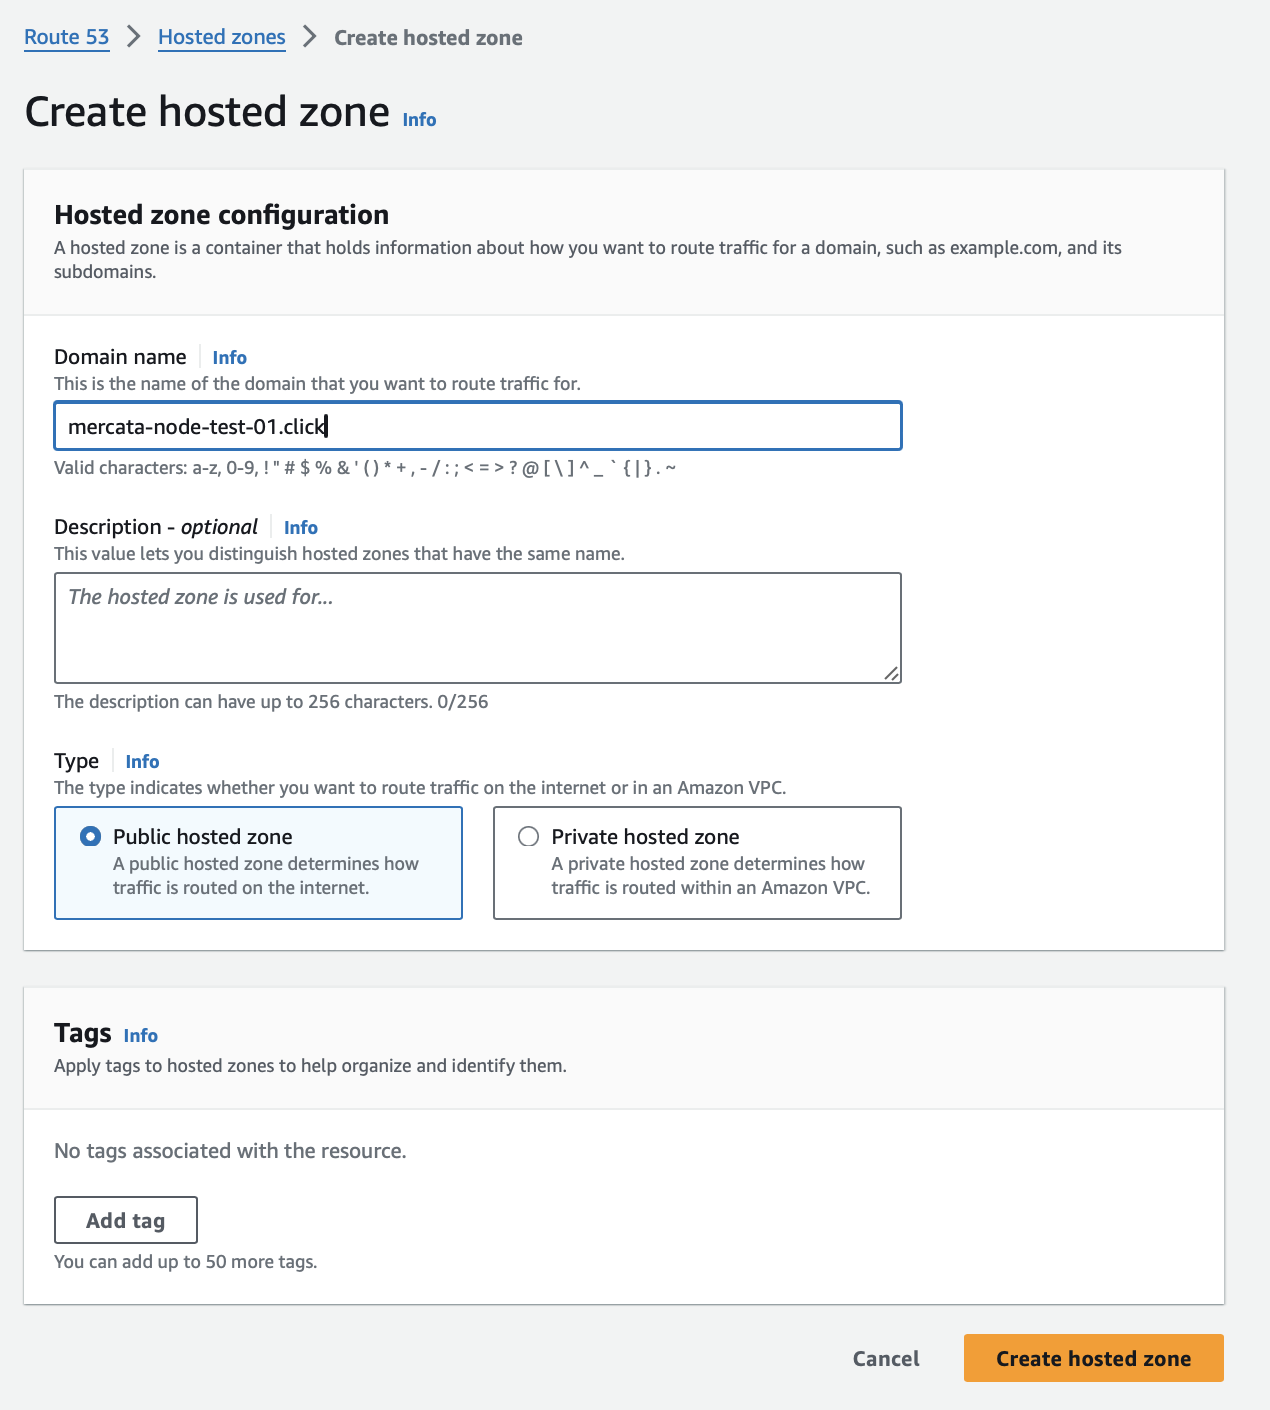 Route 53 > Hosted zones > Create hosted zone
Create hosted zone Info
Hosted zone configuration
A hosted zone is a container that holds information about how you want to route traffic for a domain, such as example.com, and its
subdomains.
Domain name Info
This is the name of the domain that you want to route traffic for.
mercata-node-test-01.click
Valid characters: a-z, 0-9, ! " # $ % & ' ( ) * + , - / : ; < = > ? @ [ \ ] ^ _ ` { | } . ~
Description - optional Info
This value lets you distinguish hosted zones that have the same name.
The hosted zone is used for...
The description can have up to 256 characters. 0/256
Type Info
The type indicates whether you want to route traffic on the internet or in an Amazon VPC.
Public hosted zone
A public hosted zone determines how
traffic is routed on the internet.
Private hosted zone
A private hosted zone determines how
traffic is routed within an Amazon VPC.
Tags Info
Apply tags to hosted zones to help organize and identify them.
No tags associated with the resource.
Add tag
You can add up to 50 more tags.
Cancel Create hosted zone